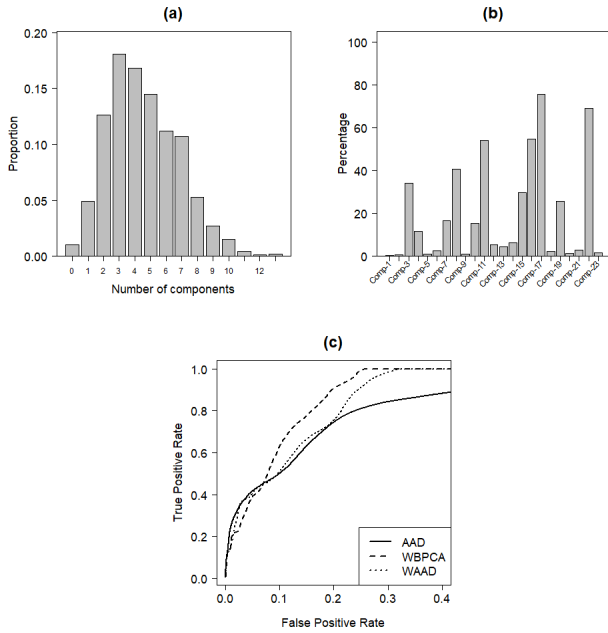 (a)
0.20
0.15
0.10
0.05
0.00
Proportion
0 1 2 3 4 5 6 7 8 9 10 12
Number of components
(b)
100
80
60
40
20
0
Percentage
Comp-1 Comp-3 Comp-5 Comp-7 Comp-9 Comp-11 Comp-13 Comp-15 Comp-17 Comp-19 Comp-21 Comp-23
(c)
1.0
0.8
0.6
0.4
0.2
0.0
True Positive Rate
AAD
WBPCA
WAAD
0.0 0.1 0.2 0.3 0.4
False Positive Rate